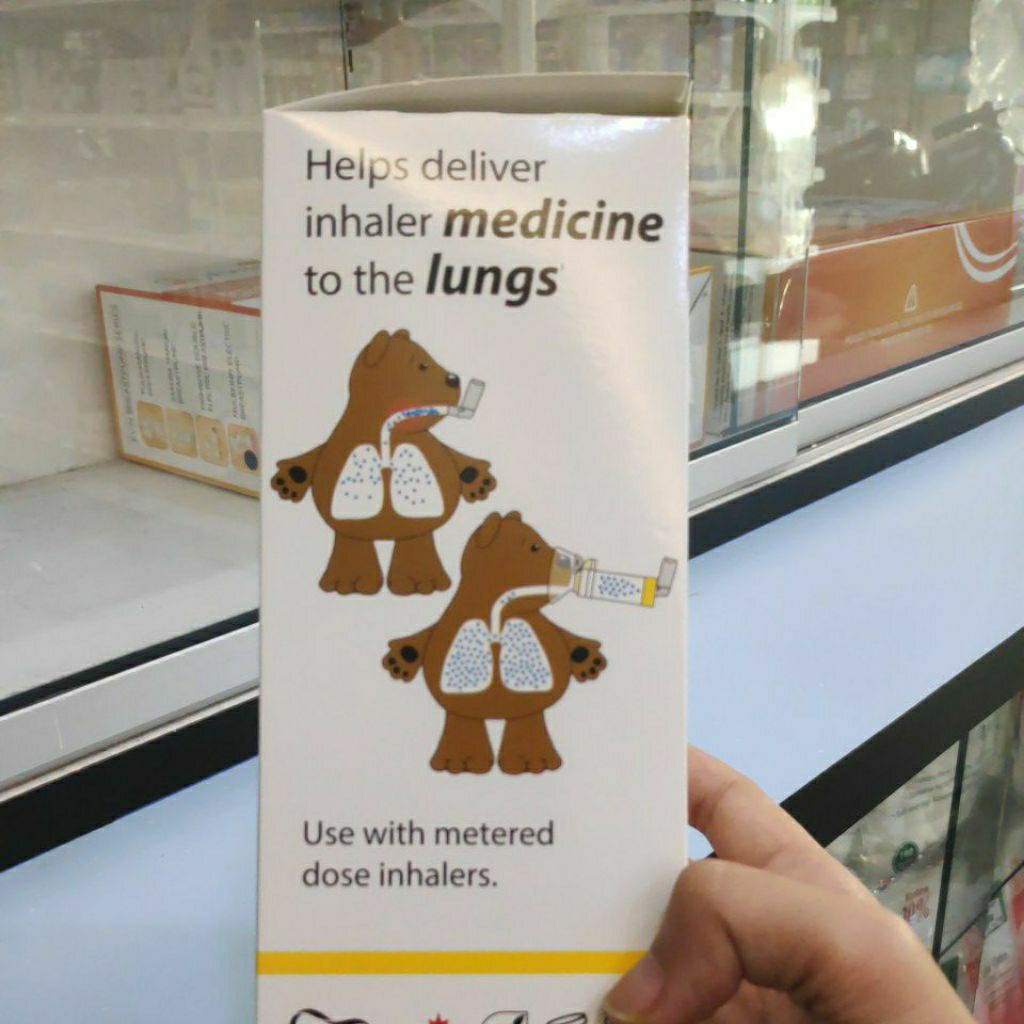 Helps deliver
inhaler medicine
to the lungs
Use with metered
dose inhalers.